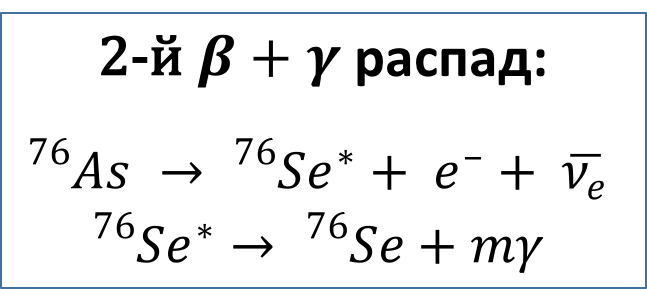 2-й β + γ распад:
⁷⁶As → ⁷⁶Se* + e⁻ + ν̅ₑ
⁷⁶Se* → ⁷⁶Se + mγ